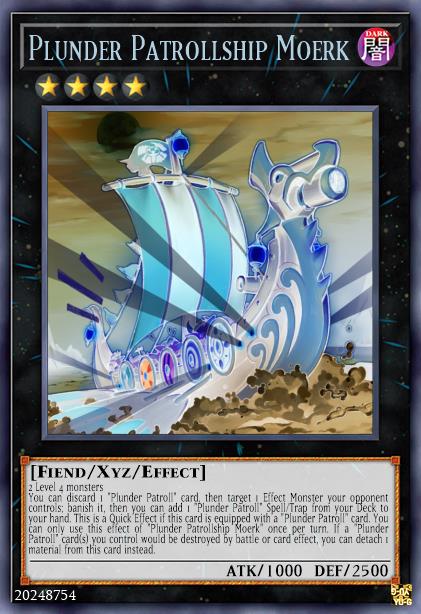 PLUNDER PATROLLSHIP MOERK
DARK
闇
[FIEND/XYZ/EFFECT]
2 Level 4 monsters
You can discard 1 "Plunder Patroll" card, then target 1 Effect Monster your opponent
controls; banish it, then you can add 1 "Plunder Patroll" Spell/Trap from your Deck to
your hand. This is a Quick Effect if this card is equipped with a "Plunder Patroll" card. You
can only use this effect of "Plunder Patrollship Moerk" once per turn. If a "Plunder
Patroll" card(s) you control would be destroyed by battle or card effect, you can detach 1
material from this card instead.
ATK/1000 DEF/2500
20248754